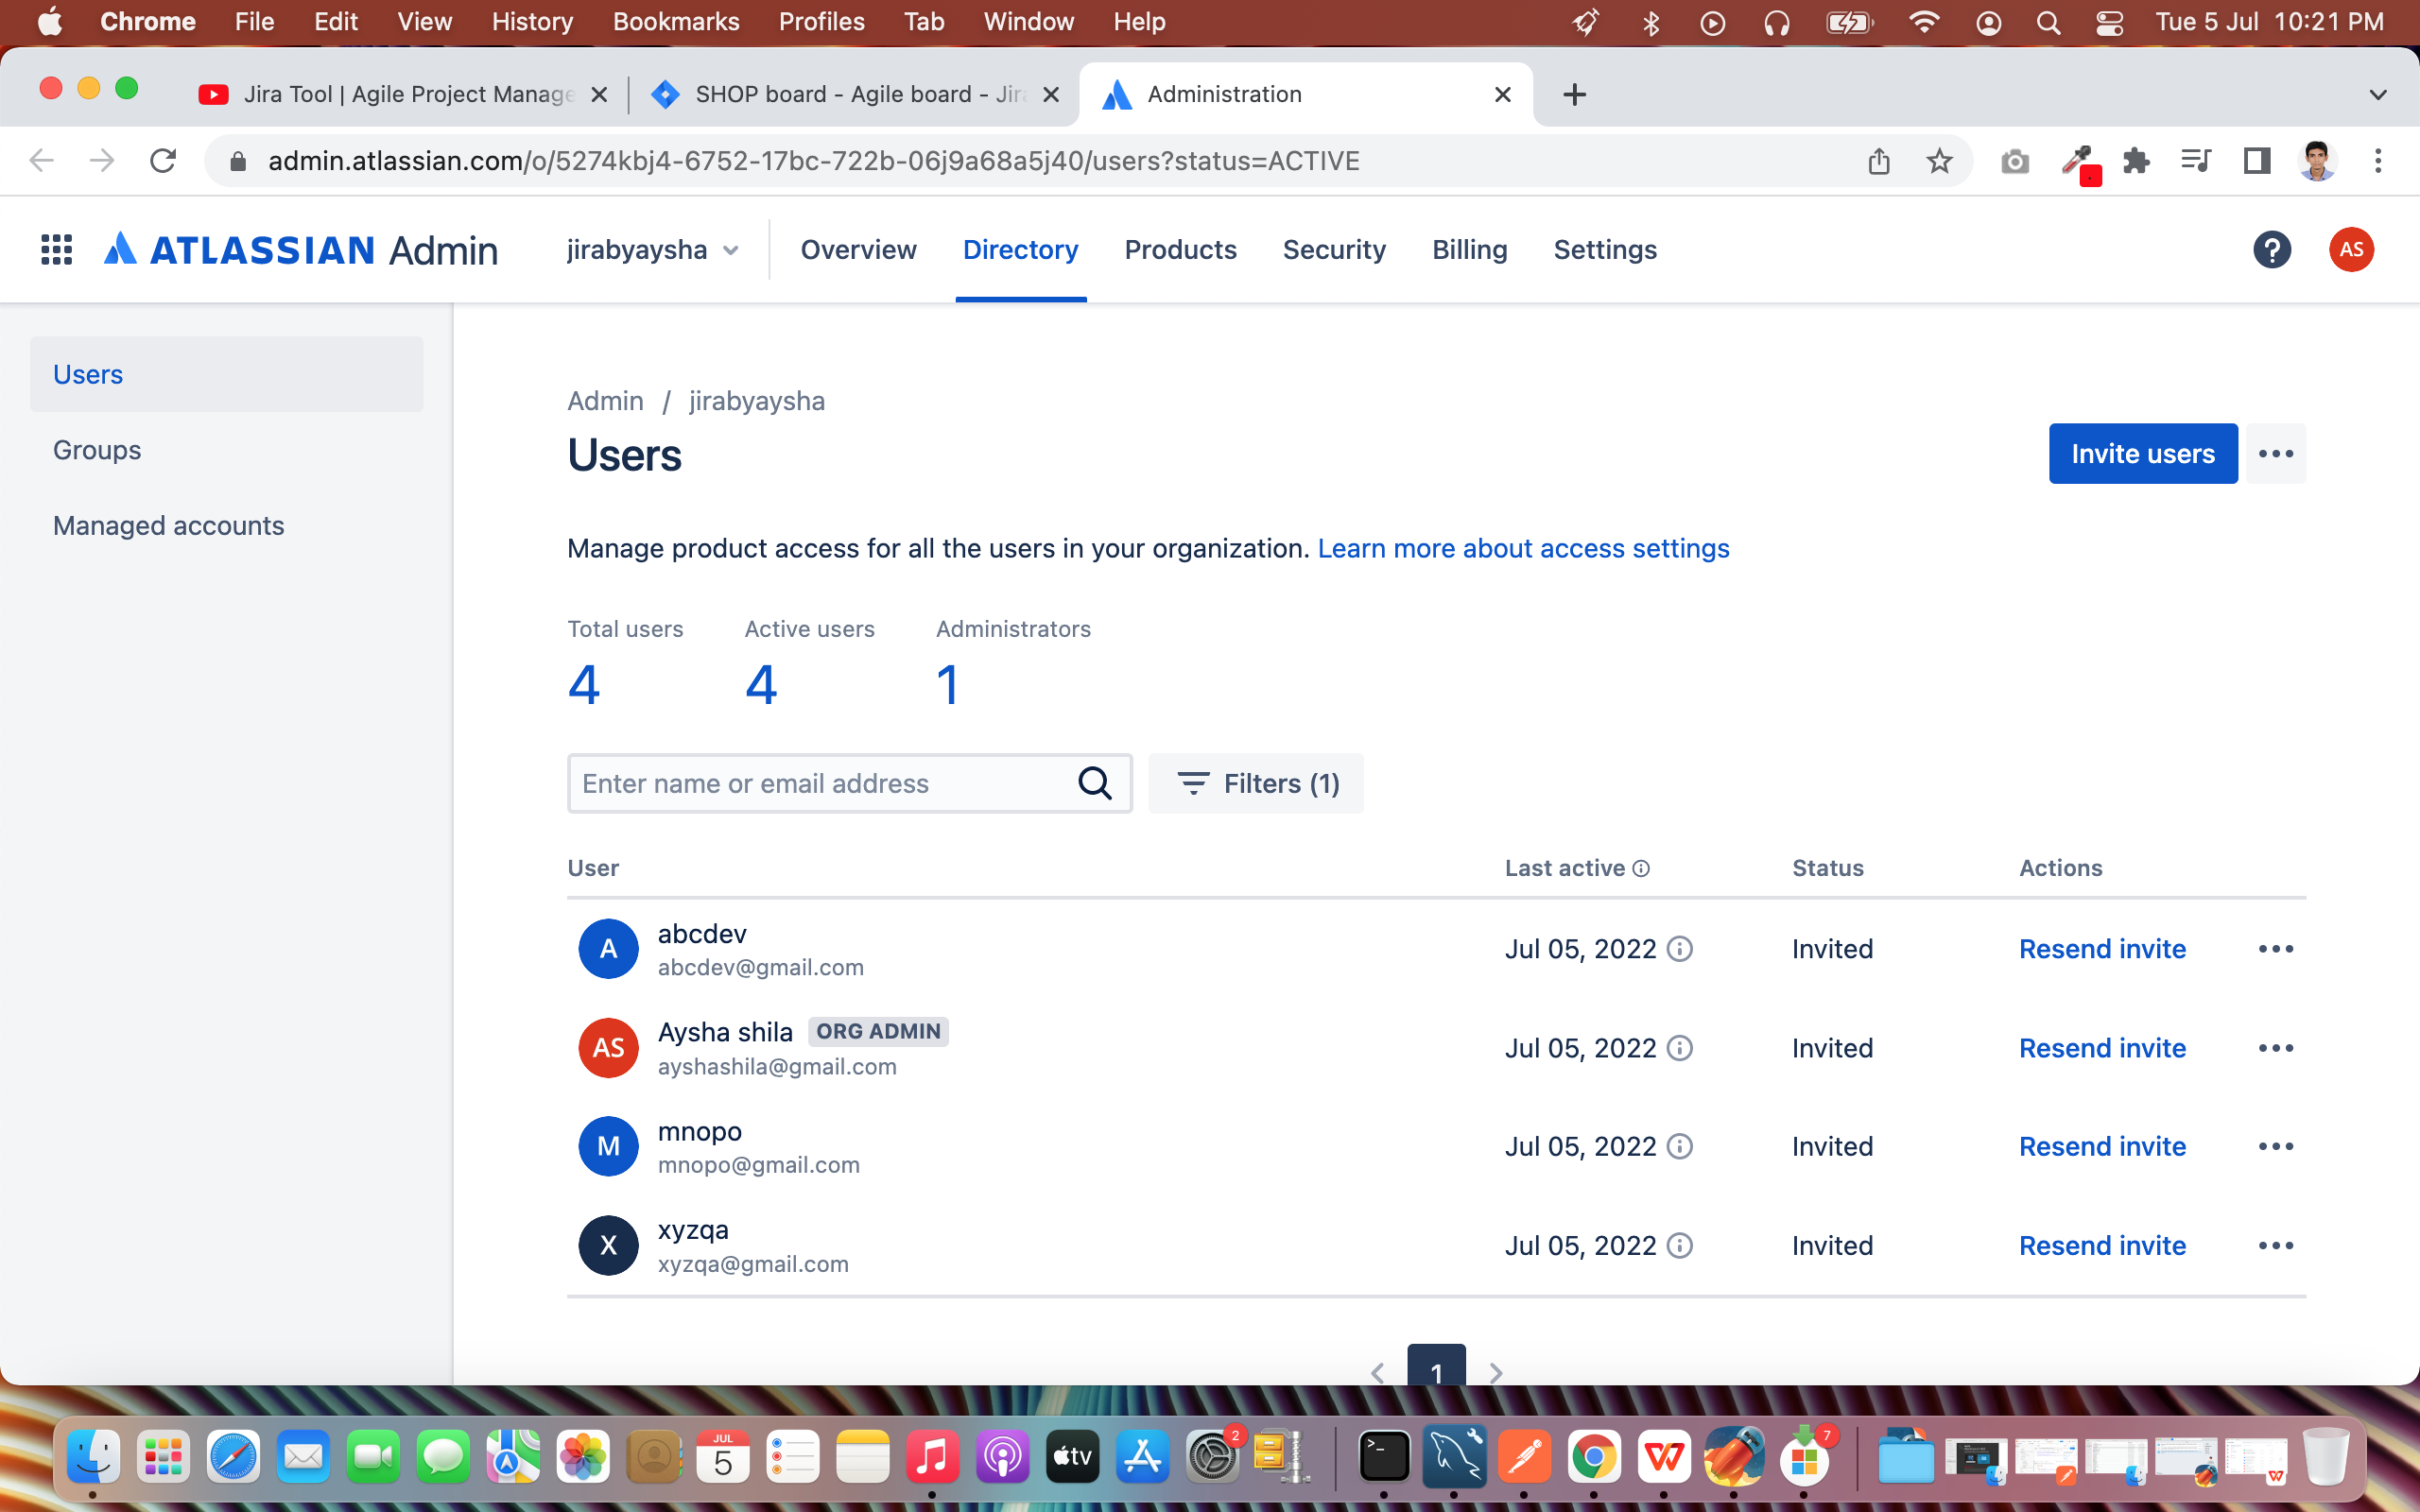 Chrome File Edit View History Bookmarks Profiles Tab Window Help Tue 5 Jul 10:21 PM
Jira Tool | Agile Project Manage SHOP board - Agile board - Jira Administration
admin.atlassian.com/o/5274kbj4-6752-17bc-722b-06j9a68a5j40/users?status=ACTIVE
ATLASSIAN Admin jirabyaysha Overview Directory Products Security Billing Settings ? AS
Users
Groups
Managed accounts
Admin / jirabyaysha
Users
Invite users
Manage product access for all the users in your organization. Learn more about access settings
Total users Active users Administrators
4 4 1
Enter name or email address Filters (1)
User Last active Status Actions
A abcdev Jul 05, 2022 Invited Resend invite
abcdev@gmail.com
AS Aysha shila ORG ADMIN Jul 05, 2022 Invited Resend invite
ayshashila@gmail.com
M mnopo Jul 05, 2022 Invited Resend invite
mnopo@gmail.com
X xyzqa Jul 05, 2022 Invited Resend invite
xyzqa@gmail.com
1
JUL 2 7
5 tv